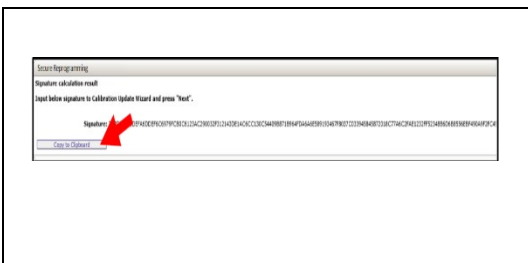 Secure Reprogramming
Signature calculation result
Input below signature to Calibration Update Wizard and press "Next".
Signature:
Copy to Clipboard